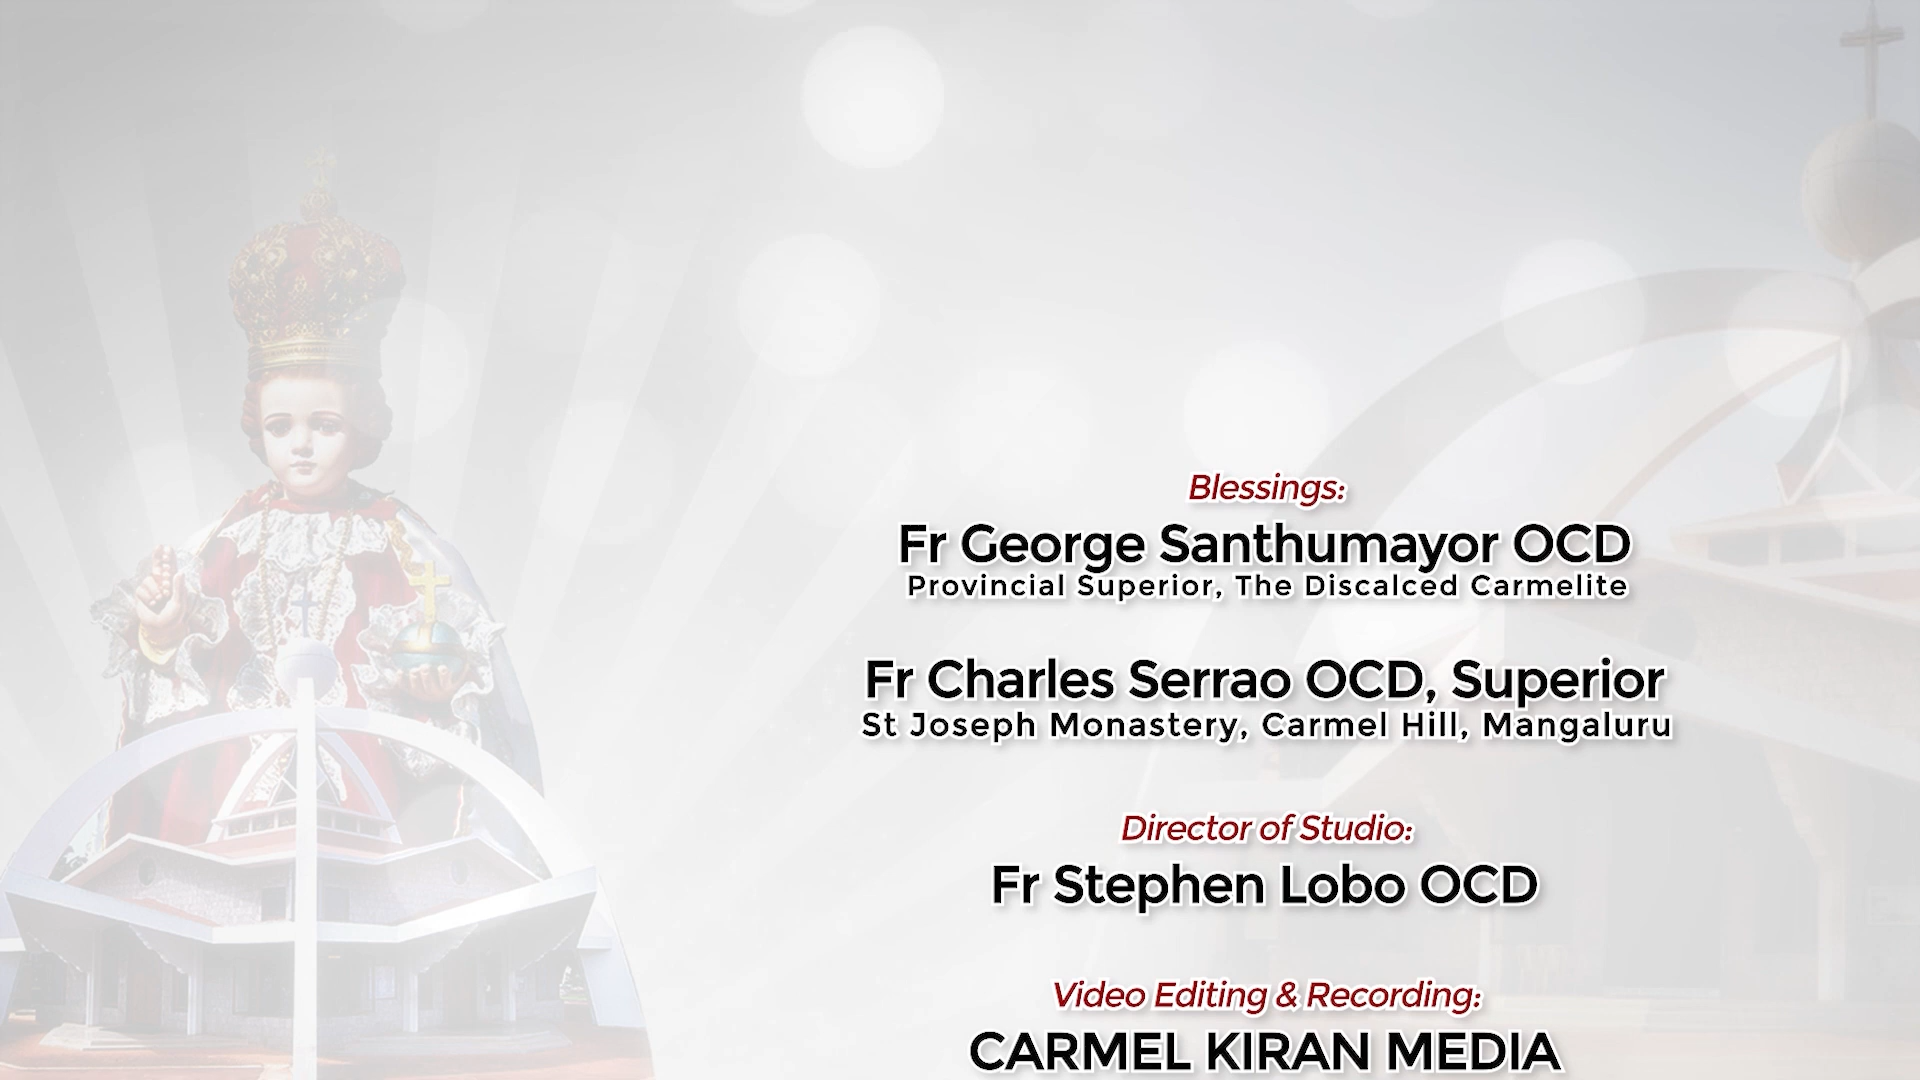 Blessings:
Fr George Santhumayor OCD
Provincial Superior, The Discalced Carmelite
Fr Charles Serrao OCD, Superior
St Joseph Monastery, Carmel Hill, Mangaluru
Director of Studio:
Fr Stephen Lobo OCD
Video Editing & Recording:
CARMEL KIRAN MEDIA